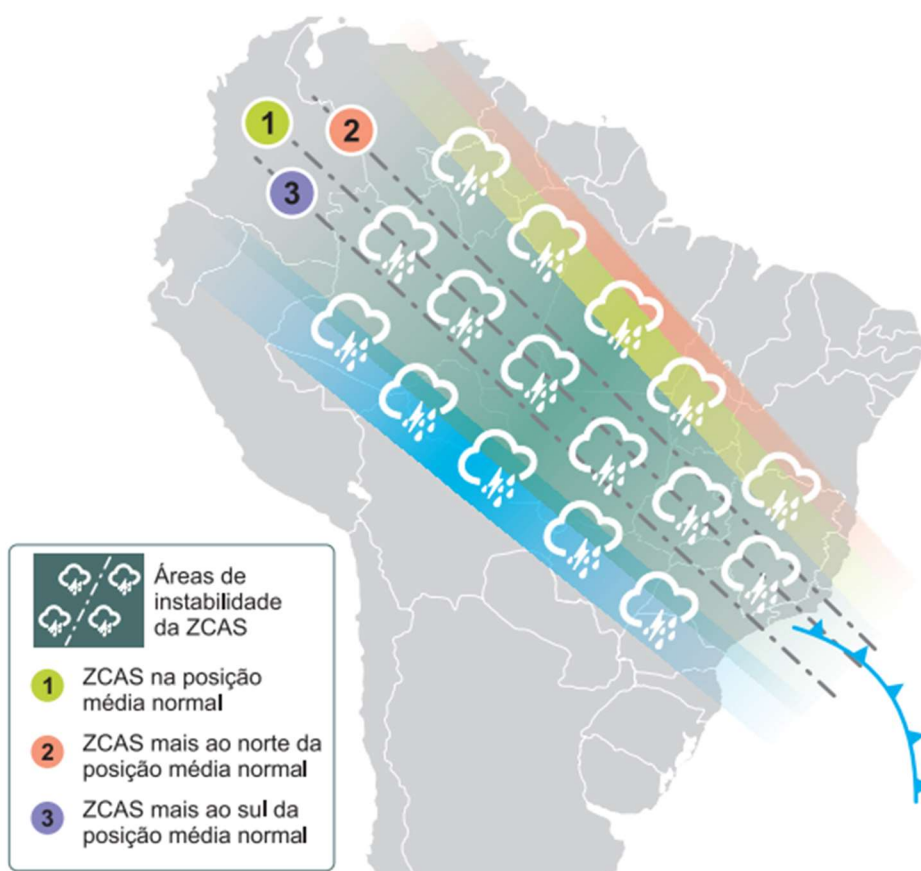 1
2
3
Áreas de
instabilidade
da ZCAS
1
ZCAS na posição
média normal
2
ZCAS mais ao norte da
posição média normal
3
ZCAS mais ao sul da
posição média normal